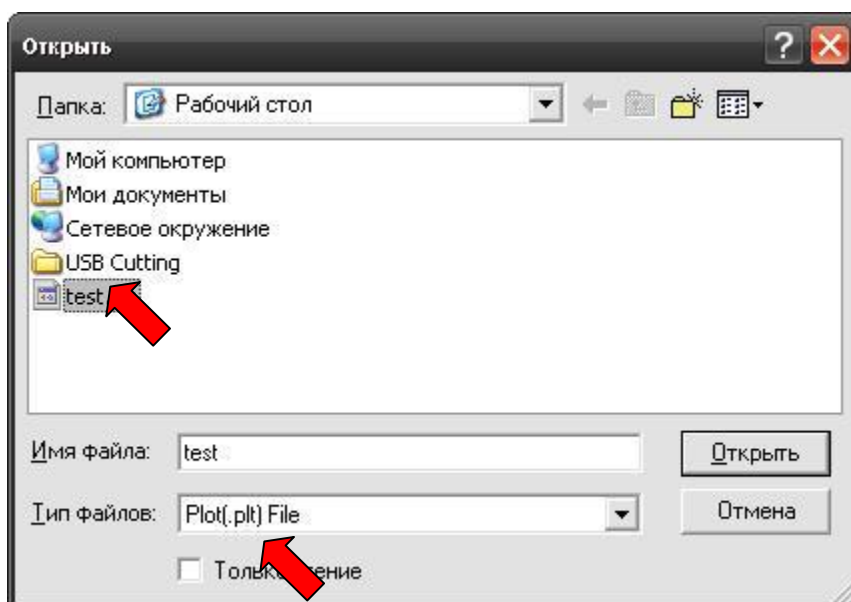 Открыть
Папка: Рабочий стол
Мой компьютер
Мои документы
Сетевое окружение
USB Cutting
test
Имя файла: test
Открыть
Тип файлов: Plot(.plt) File
Отмена